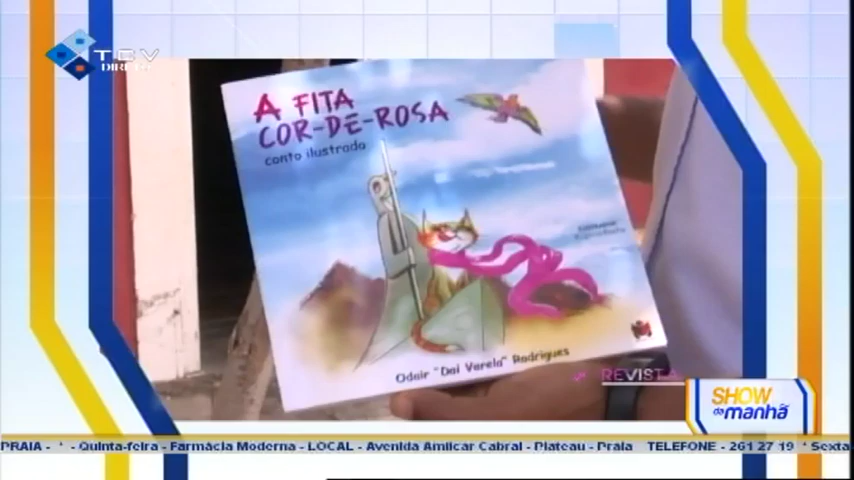 TCV
DIRETO
A FITA
COR-DE-ROSA
conto ilustrado
Odair "Dai Varela" Rodrigues
REVISTA
SHOW
da manhã
PRAIA - ' - Quinta-feira - Farmácia Moderna - LOCAL - Avenida Amílcar Cabral - Plateau - Praia TELEFONE - 261 27 19 ' Sexta